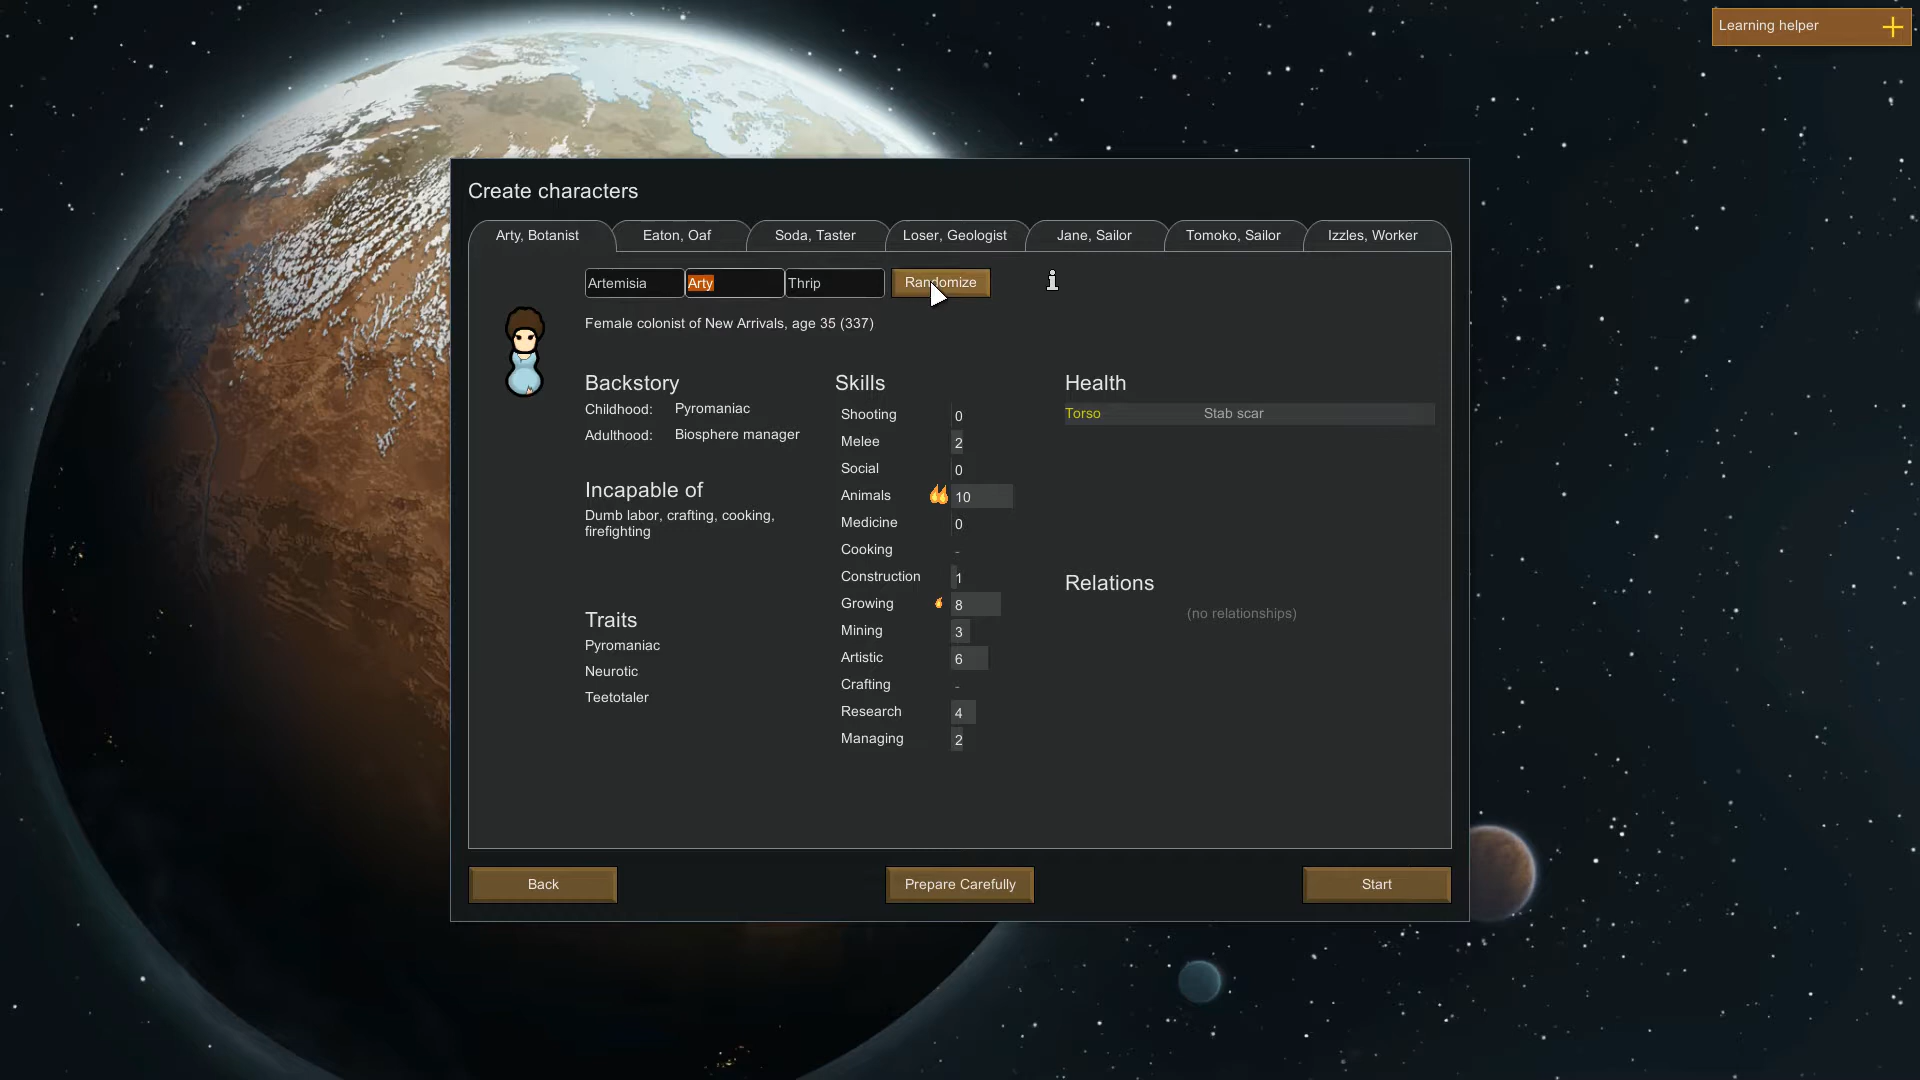 Learning helper
Create characters
Arty, Botanist
Eaton, Oaf
Soda, Taster
Loser, Geologist
Jane, Sailor
Tomoko, Sailor
Izzles, Worker
Artemisia
Arty
Thrip
Randomize
Female colonist of New Arrivals, age 35 (337)
Backstory
Childhood: Pyromaniac
Adulthood: Biosphere manager
Incapable of
Dumb labor, crafting, cooking,
firefighting
Traits
Pyromaniac
Neurotic
Teetotaler
Skills
Shooting 0
Melee 2
Social 0
Animals 10
Medicine 0
Cooking -
Construction 1
Growing 8
Mining 3
Artistic 6
Crafting -
Research 4
Managing 2
Health
Torso Stab scar
Relations
(no relationships)
Back
Prepare Carefully
Start